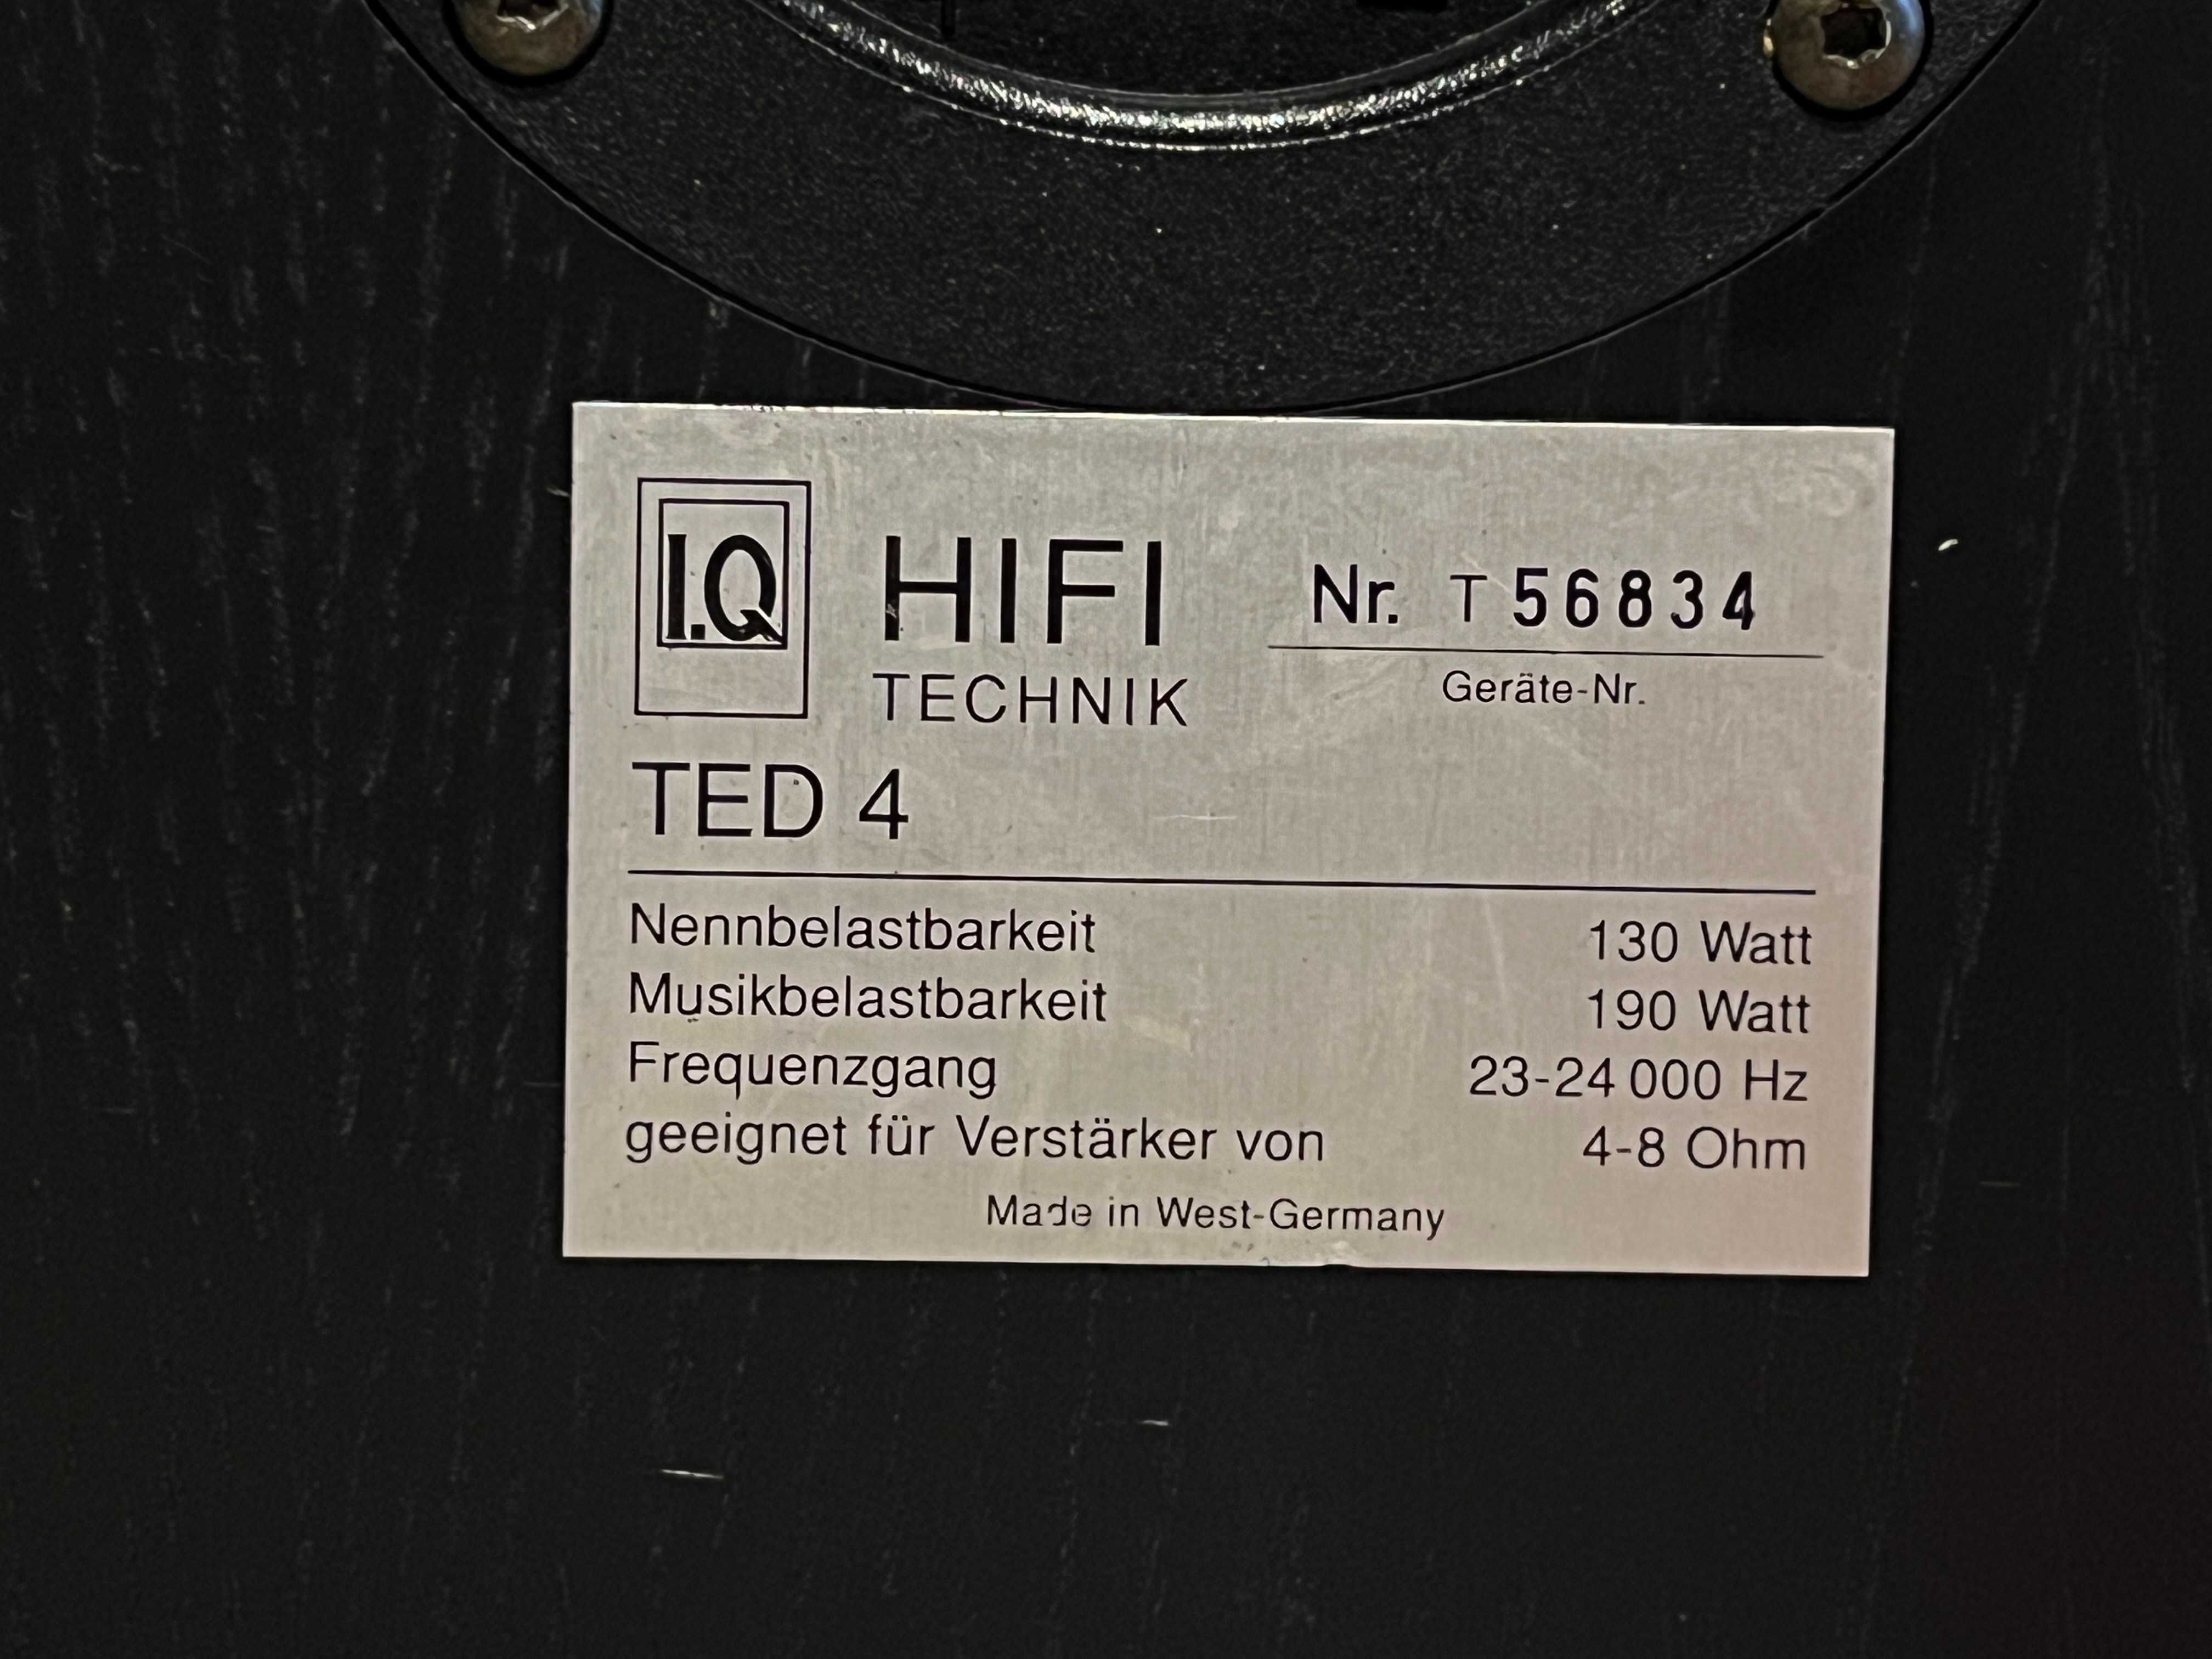 I.Q HIFI TECHNIK
Nr. T 56834
Geräte-Nr.
TED 4
Nennbelastbarkeit 130 Watt
Musikbelastbarkeit 190 Watt
Frequenzgang 23-24 000 Hz
geeignet für Verstärker von 4-8 Ohm
Made in West-Germany